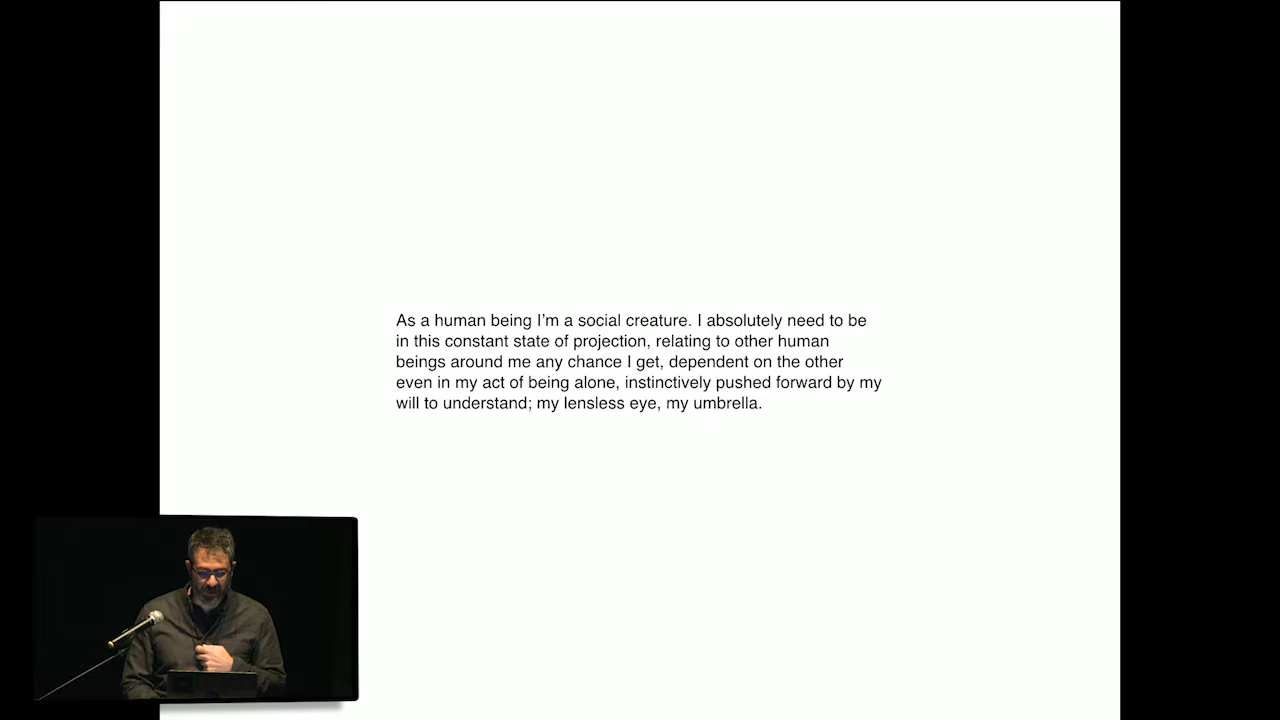 As a human being I'm a social creature. I absolutely need to be
in this constant state of projection, relating to other human
beings around me any chance I get, dependent on the other
even in my act of being alone, instinctively pushed forward by my
will to understand; my lensless eye, my umbrella.